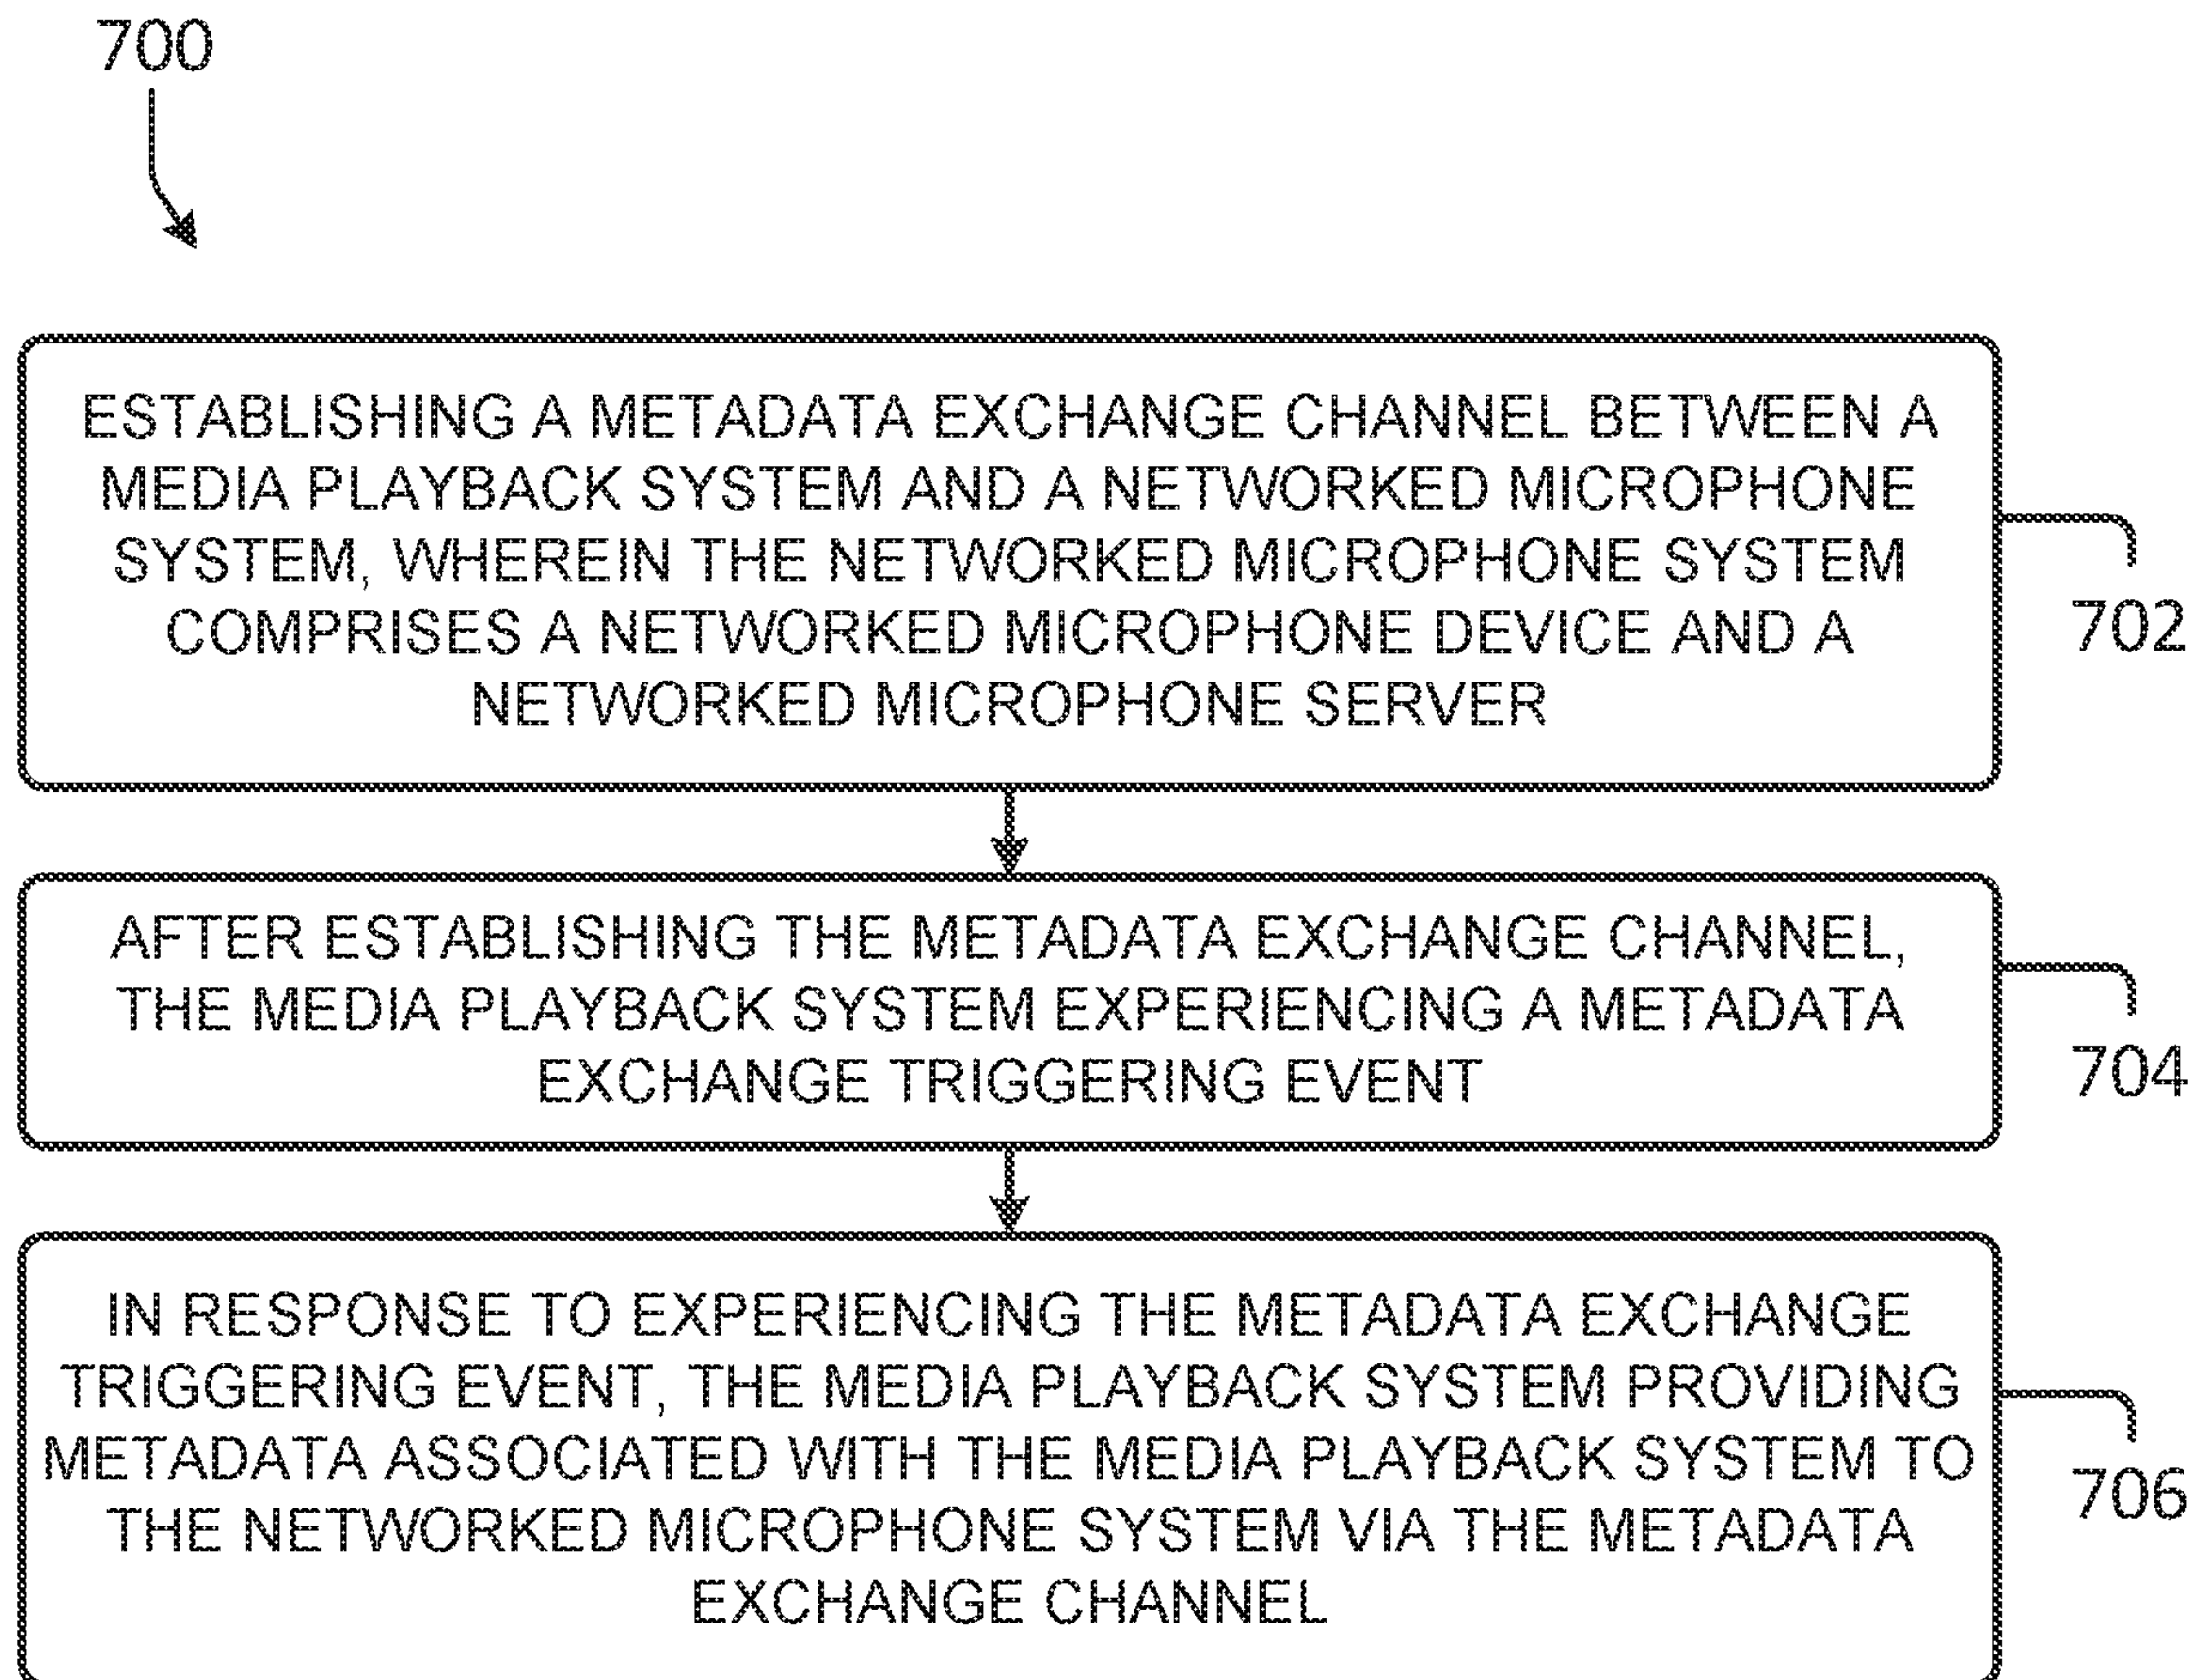 700
ESTABLISHING A METADATA EXCHANGE CHANNEL BETWEEN A
MEDIA PLAYBACK SYSTEM AND A NETWORKED MICROPHONE
SYSTEM, WHEREIN THE NETWORKED MICROPHONE SYSTEM
COMPRISES A NETWORKED MICROPHONE DEVICE AND A
NETWORKED MICROPHONE SERVER
702
AFTER ESTABLISHING THE METADATA EXCHANGE CHANNEL,
THE MEDIA PLAYBACK SYSTEM EXPERIENCING A METADATA
EXCHANGE TRIGGERING EVENT
704
IN RESPONSE TO EXPERIENCING THE METADATA EXCHANGE
TRIGGERING EVENT, THE MEDIA PLAYBACK SYSTEM PROVIDING
METADATA ASSOCIATED WITH THE MEDIA PLAYBACK SYSTEM TO
THE NETWORKED MICROPHONE SYSTEM VIA THE METADATA
EXCHANGE CHANNEL
706